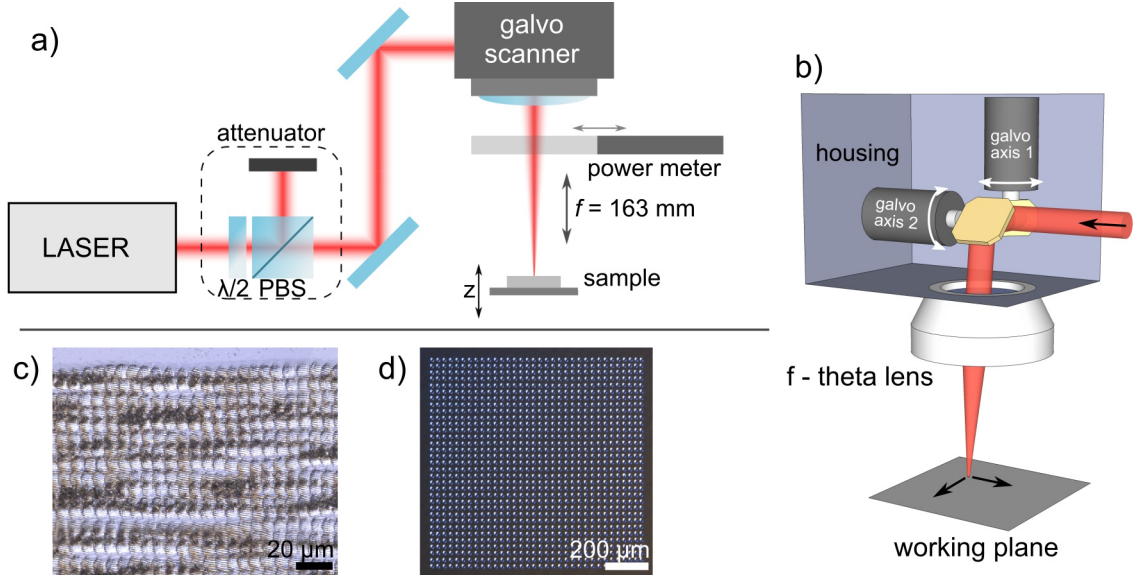 a)
galvo
scanner
attenuator
power meter
f = 163 mm
LASER
λ/2 PBS
sample
z
b)
housing
galvo
axis 1
galvo
axis 2
f - theta lens
working plane
c)
20 µm
d)
200 µm